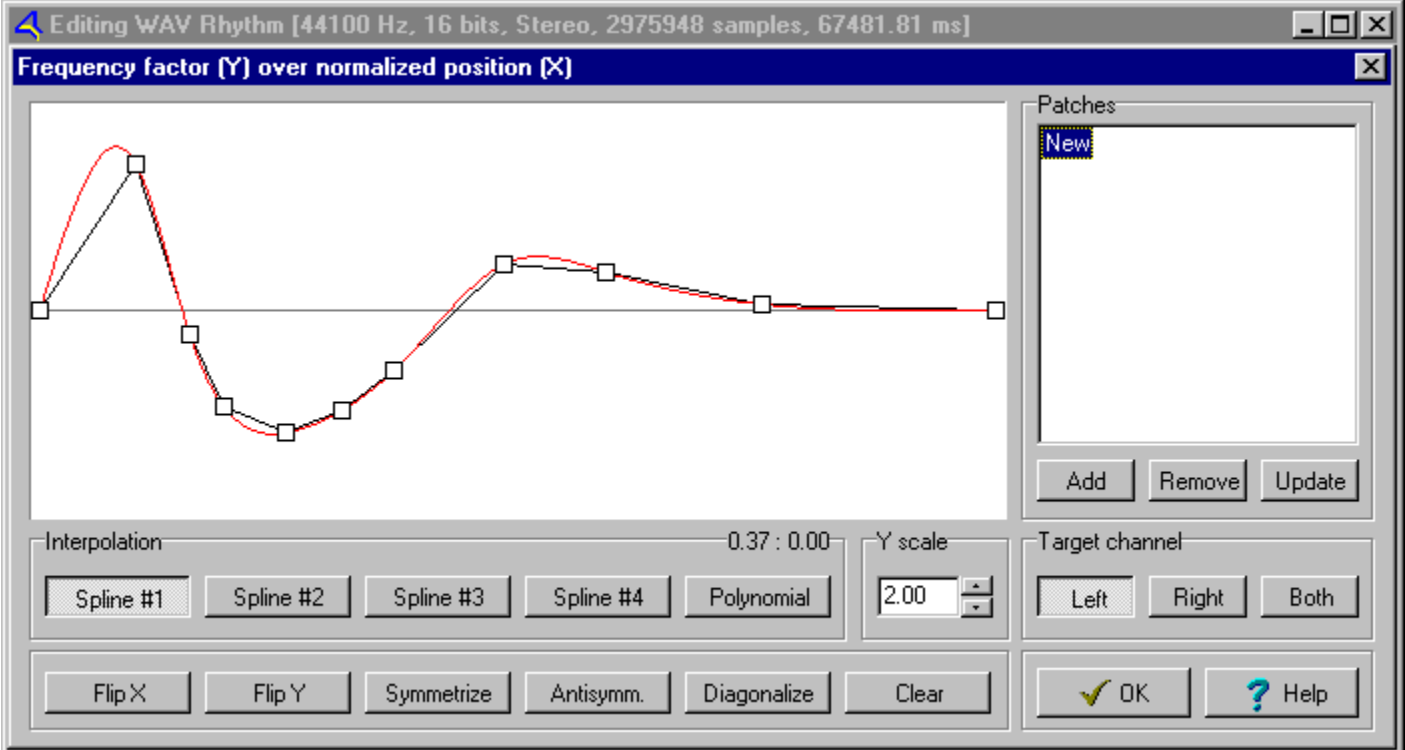 Editing WAV Rhythm [44100 Hz, 16 bits, Stereo, 2975948 samples, 67481.81 ms]
Frequency factor (Y) over normalized position (X)
Patches
New
Add Remove Update
Interpolation 0.37 : 0.00 Y scale Target channel
Spline #1 Spline #2 Spline #3 Spline #4 Polynomial 2.00 Left Right Both
Flip X Flip Y Symmetrize Antisymm. Diagonalize Clear OK ? Help